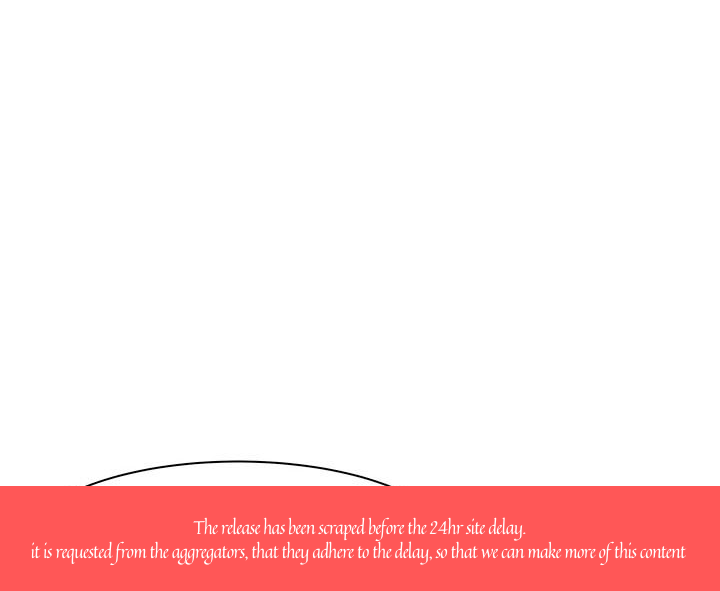 The release has been scraped before the 24hr site delay.
it is requested from the aggregators, that they adhere to the delay, so that we can make more of this content